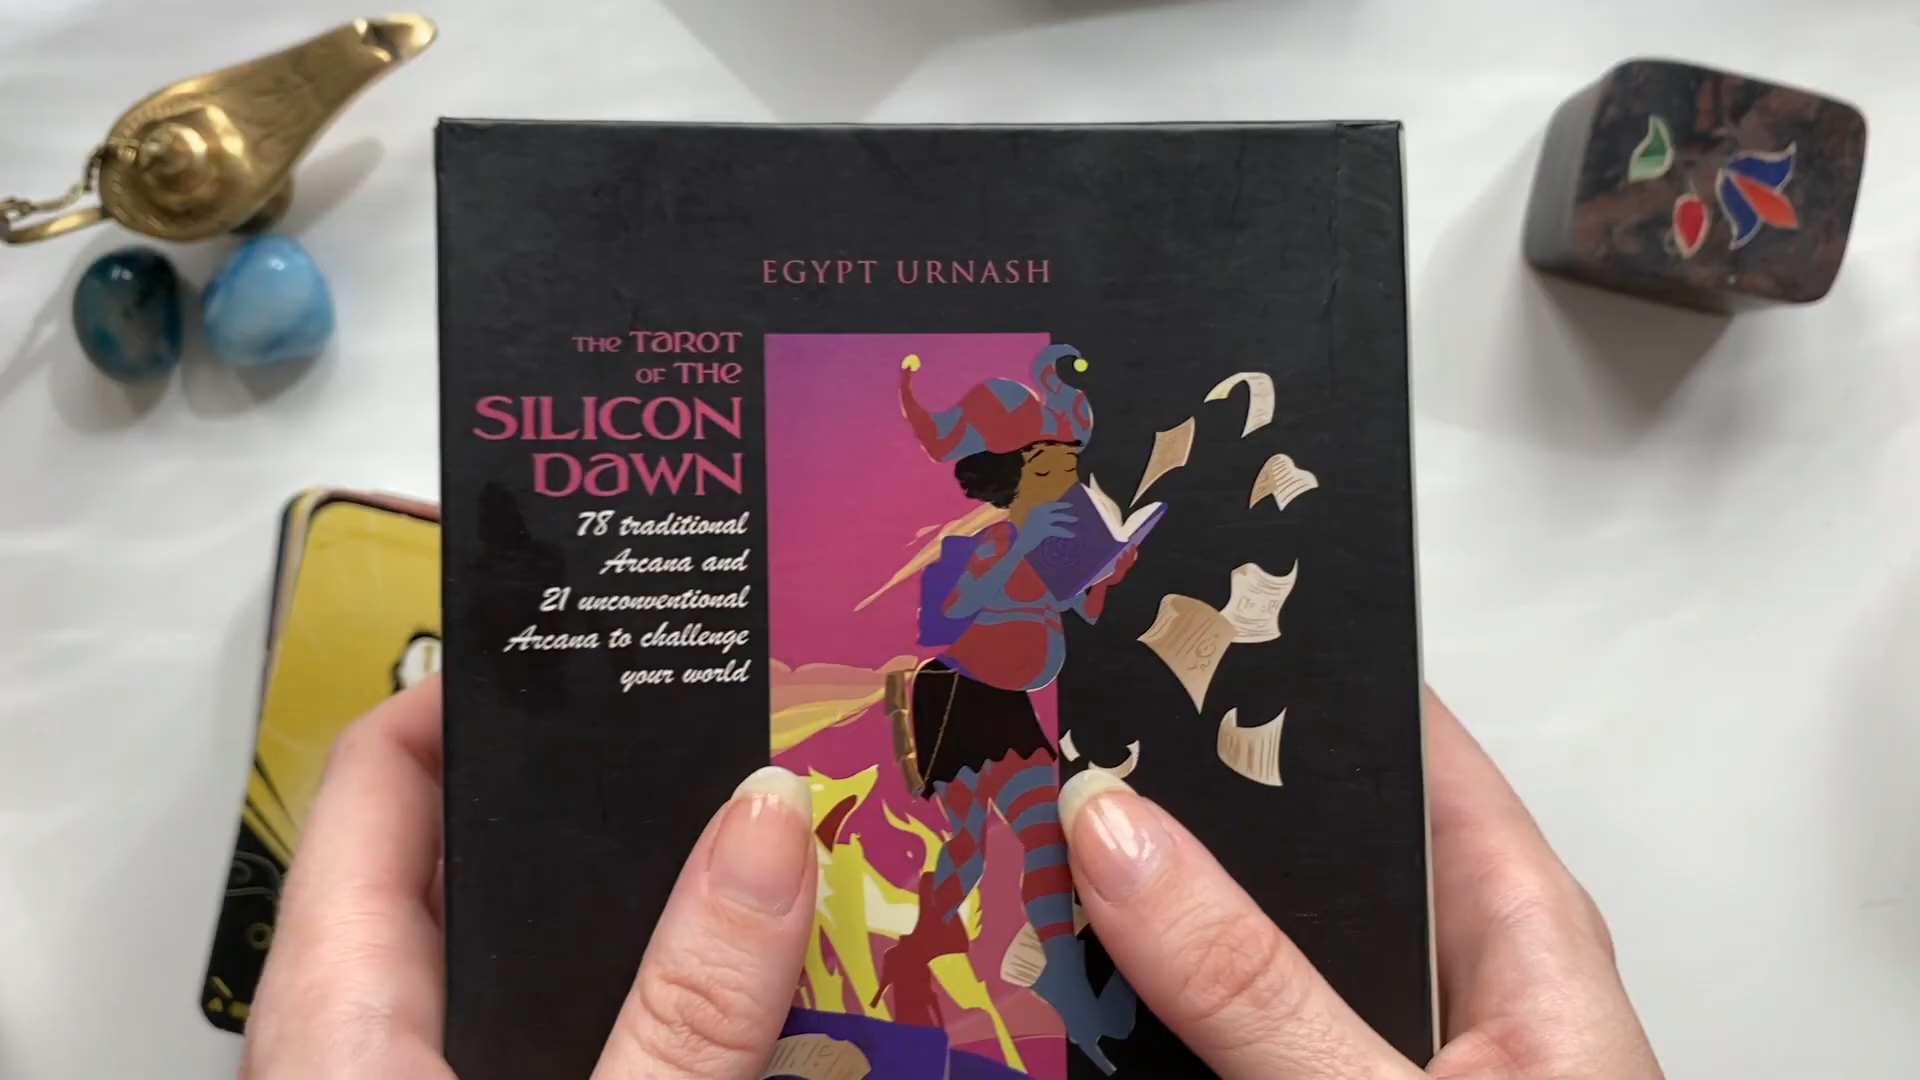 EGYPT URNASH
THE TAROT
OF THE
SILICON
DAWN
78 traditional
Arcana and
21 unconventional
Arcana to challenge
your world